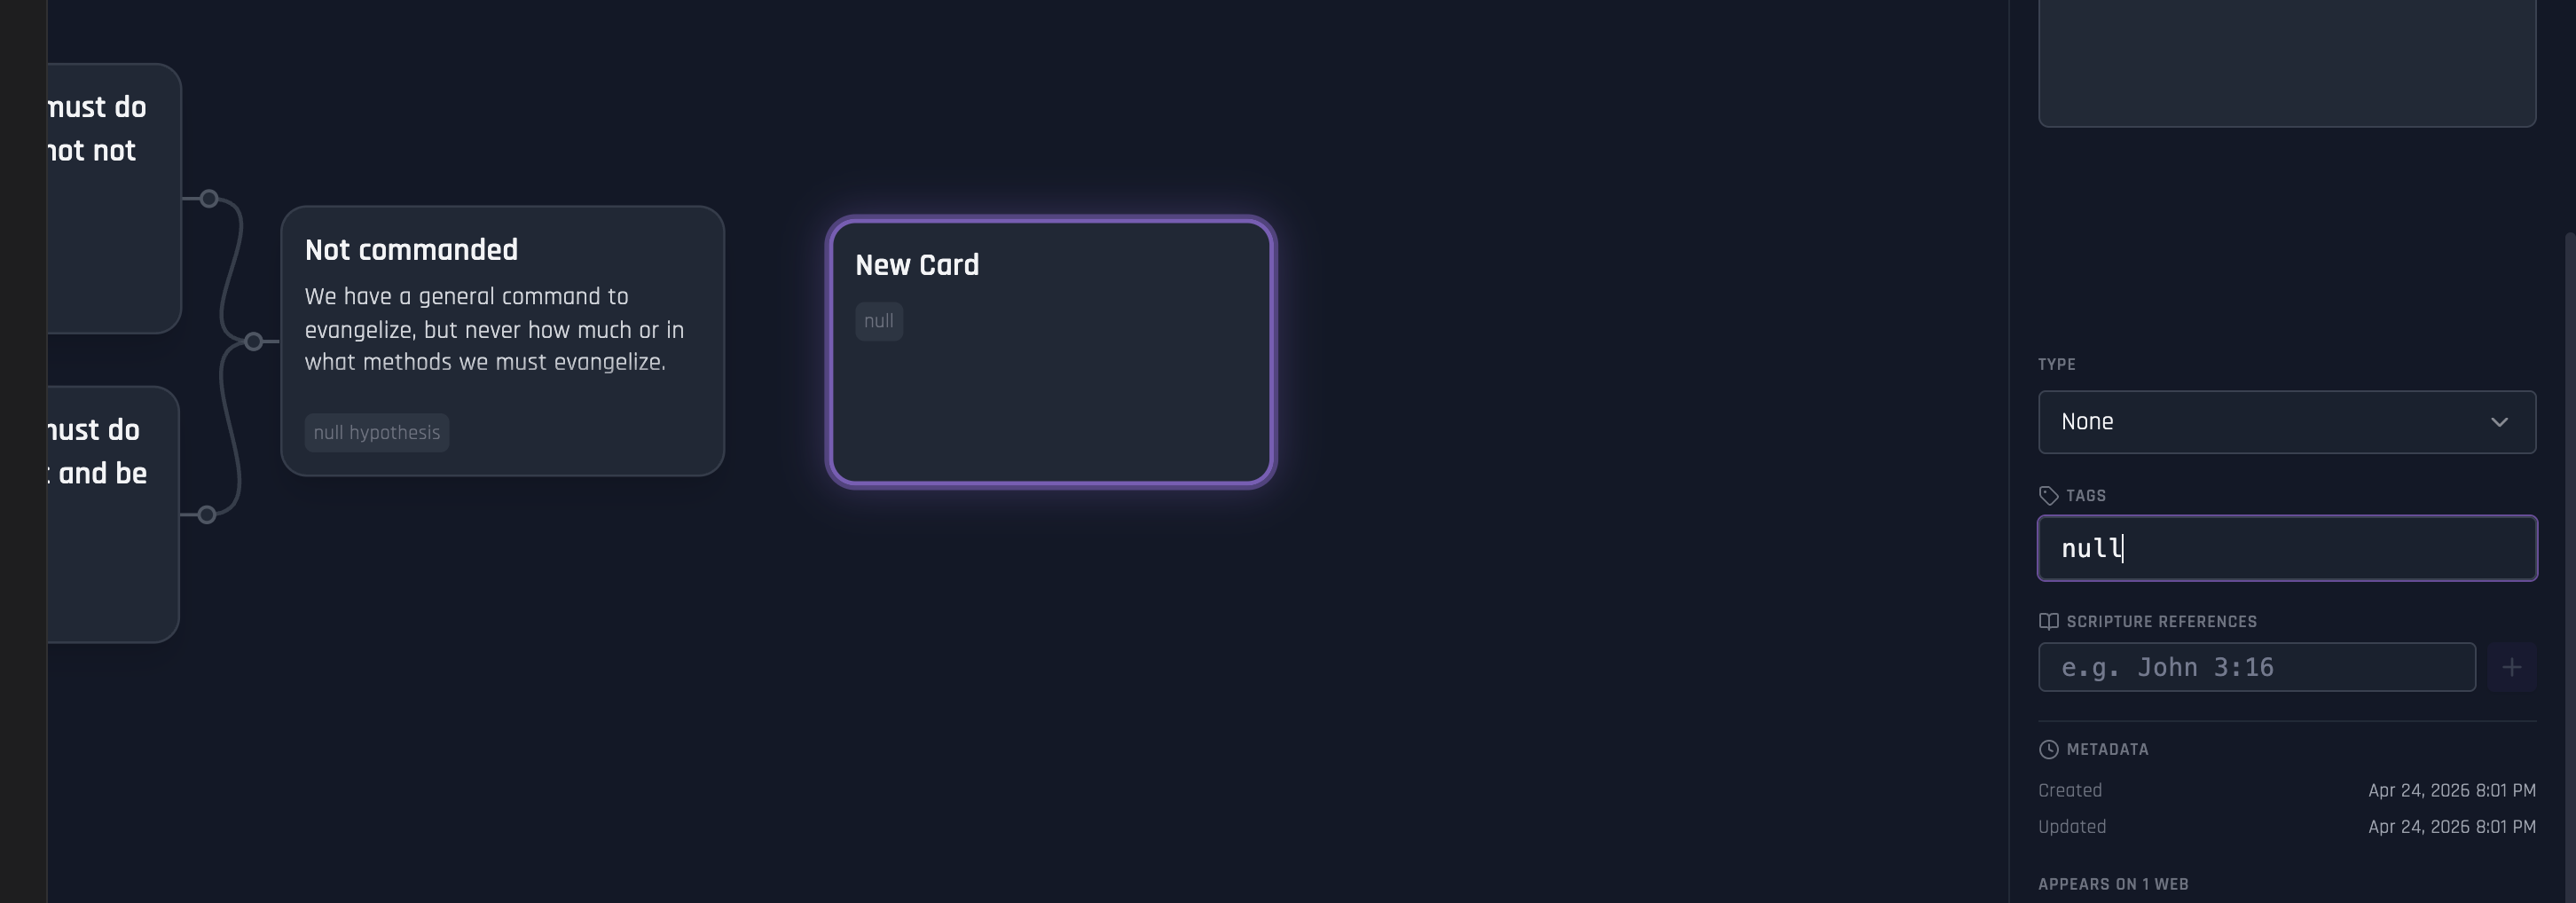 must do
not not
must do
and be
Not commanded
We have a general command to
evangelize, but never how much or in
what methods we must evangelize.
null hypothesis
New Card
null
TYPE
None
TAGS
null
SCRIPTURE REFERENCES
e.g. John 3:16
+
METADATA
Created Apr 24, 2026 8:01 PM
Updated Apr 24, 2026 8:01 PM
APPEARS ON 1 WEB